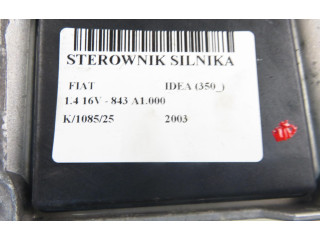 STEROWNIK SILNIKA
FIAT IDEA (350_)
1.4 16V - 843 A1.000
K/1085/25 2003